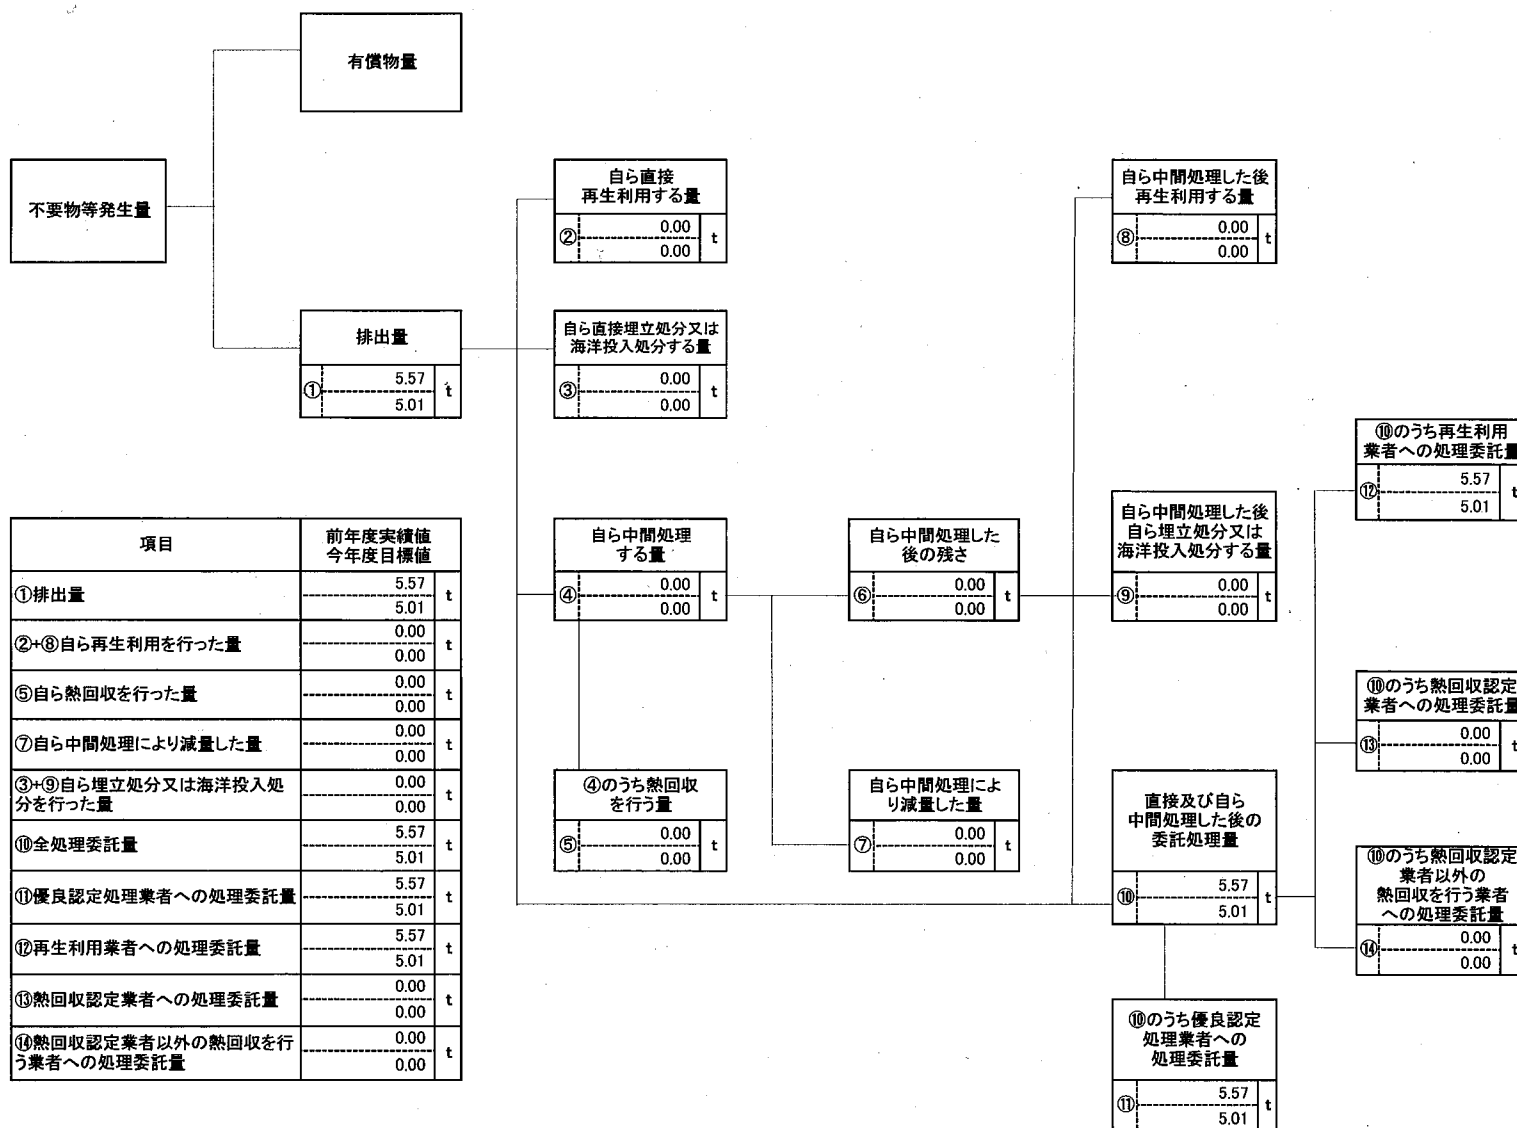 有償物量
不要物等発生量
自ら直接
再生利用する量
② 0.00 t
0.00
自ら中間処理した後
再生利用する量
⑧ 0.00 t
0.00
排出量
① 5.57 t
5.01
自ら直接埋立処分又は
海洋投入処分する量
③ 0.00 t
0.00
⑩のうち再生利用
業者への処理委託量
⑫ 5.57 t
5.01
項目
前年度実績値
今年度目標値
①排出量 5.57 t
5.01
②+⑧自ら再生利用を行った量 0.00 t
0.00
⑤自ら熱回収を行った量 0.00 t
0.00
⑦自ら中間処理により減量した量 0.00 t
0.00
③+⑨自ら埋立処分又は海洋投入処
分を行った量 0.00 t
0.00
⑩全処理委託量 5.57 t
5.01
⑪優良認定処理業者への処理委託量 5.57 t
5.01
⑫再生利用業者への処理委託量 5.57 t
5.01
⑬熱回収認定業者への処理委託量 0.00 t
0.00
⑭熱回収認定業者以外の熱回収を行
う業者への処理委託量 0.00 t
0.00
自ら中間処理
する量
④ 0.00 t
0.00
自ら中間処理した
後の残さ
⑥ 0.00 t
0.00
自ら中間処理した後
自ら埋立処分又は
海洋投入処分する量
⑨ 0.00 t
0.00
⑩のうち熱回収認定
業者への処理委託量
⑬ 0.00 t
0.00
④のうち熱回収
を行う量
⑤ 0.00 t
0.00
自ら中間処理によ
り減量した量
⑦ 0.00 t
0.00
直接及び自ら
中間処理した後の
委託処理量
⑩ 5.57 t
5.01
⑩のうち熱回収認定
業者以外の
熱回収を行う業者
への処理委託量
⑭ 0.00 t
0.00
⑩のうち優良認定
処理業者への
処理委託量
⑪ 5.57 t
5.01